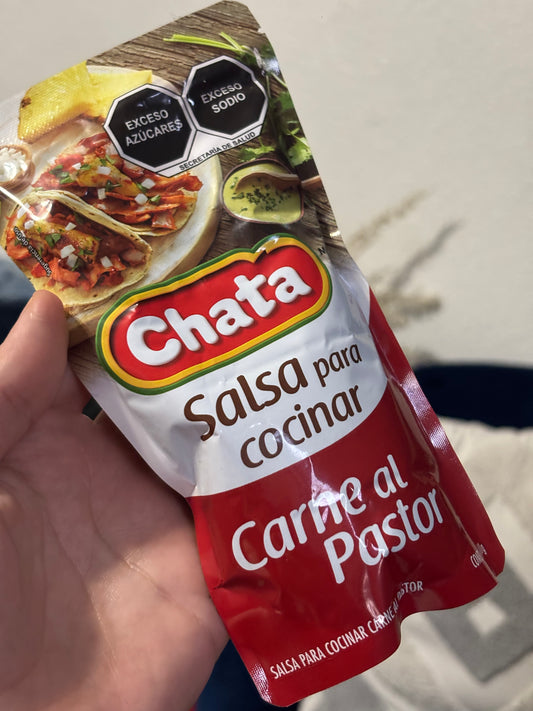 EXCESO
AZÚCARES
EXCESO
SODIO
SECRETARÍA DE SALUD
Chata
Salsa para
cocinar
Carne al
Pastor
SALSA PARA COCINAR CARNE AL PASTOR